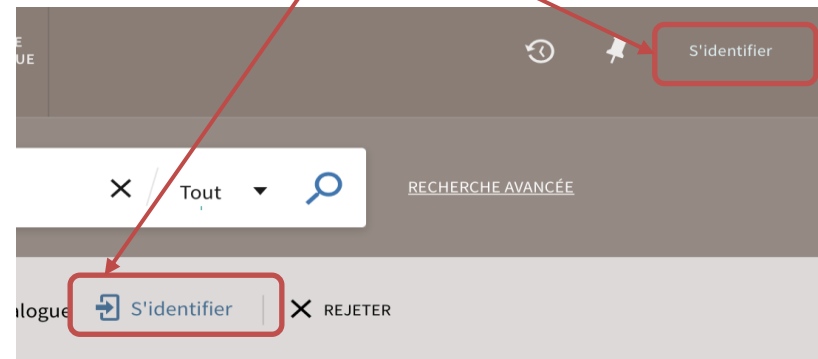 E
UE
S'identifier
Tout
RECHERCHE AVANCÉE
alogue S'identifier REJETER